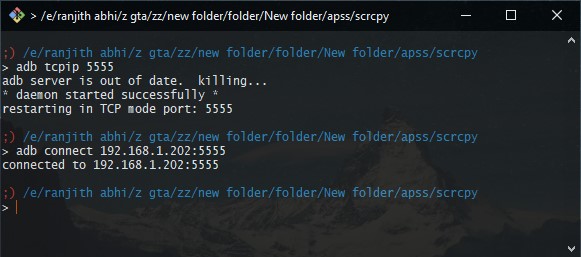 > /e/ranjith abhi/z gta/zz/new folder/folder/New folder/apss/scrcpy
;) /e/ranjith abhi/z gta/zz/new folder/folder/New folder/apss/scrcpy
> adb tcpip 5555
adb server is out of date.  killing...
* daemon started successfully *
restarting in TCP mode port: 5555
;) /e/ranjith abhi/z gta/zz/new folder/folder/New folder/apss/scrcpy
> adb connect 192.168.1.202:5555
connected to 192.168.1.202:5555
;) /e/ranjith abhi/z gta/zz/new folder/folder/New folder/apss/scrcpy
>